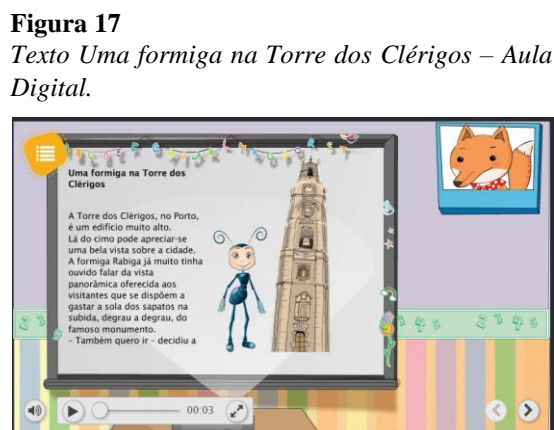 Figura 17
Texto Uma formiga na Torre dos Clérigos – Aula
Digital.
Uma formiga na Torre dos
Clérigos
A Torre dos Clérigos, no Porto,
é um edifício muito alto.
Lá do cimo pode apreciar-se
uma bela vista sobre a cidade.
A formiga Rabiga já muito tinha
ouvido falar da vista
panorâmica oferecida aos
visitantes que se dispõem a
gastar a sola dos sapatos na
subida, degrau a degrau, do
famoso monumento.
– Também quero ir – decidiu a
00:03